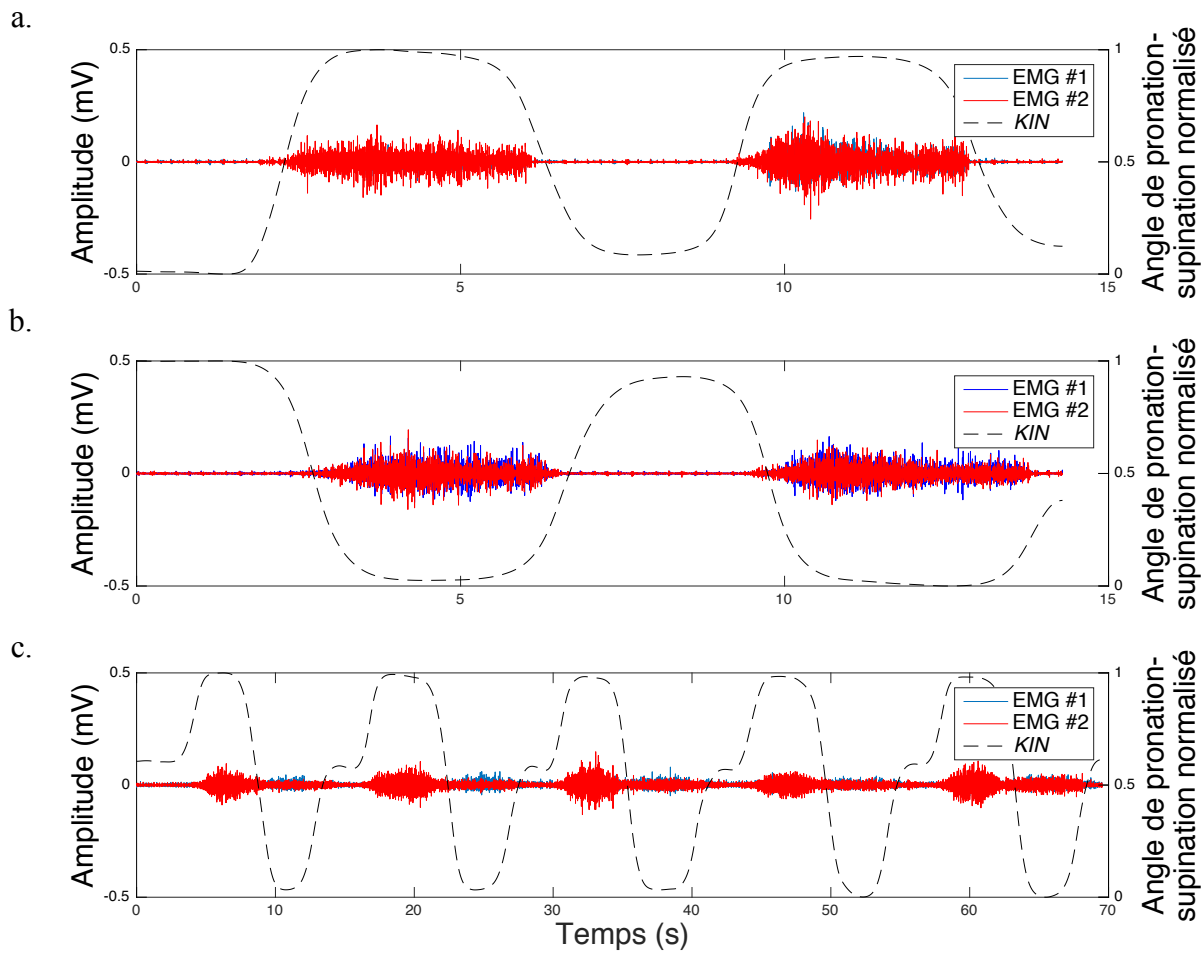 a.
Amplitude (mV)
0.5
0
-0.5
0
5
10
15
1
0.5
0
EMG #1
EMG #2
KIN
Angle de pronation-
supination normalisé
b.
Amplitude (mV)
0.5
0
-0.5
0
5
10
15
1
0.5
0
EMG #1
EMG #2
KIN
Angle de pronation-
supination normalisé
c.
Amplitude (mV)
0.5
0
-0.5
0
10
20
30
40
50
60
70
1
0.5
0
EMG #1
EMG #2
KIN
Angle de pronation-
supination normalisé
Temps (s)